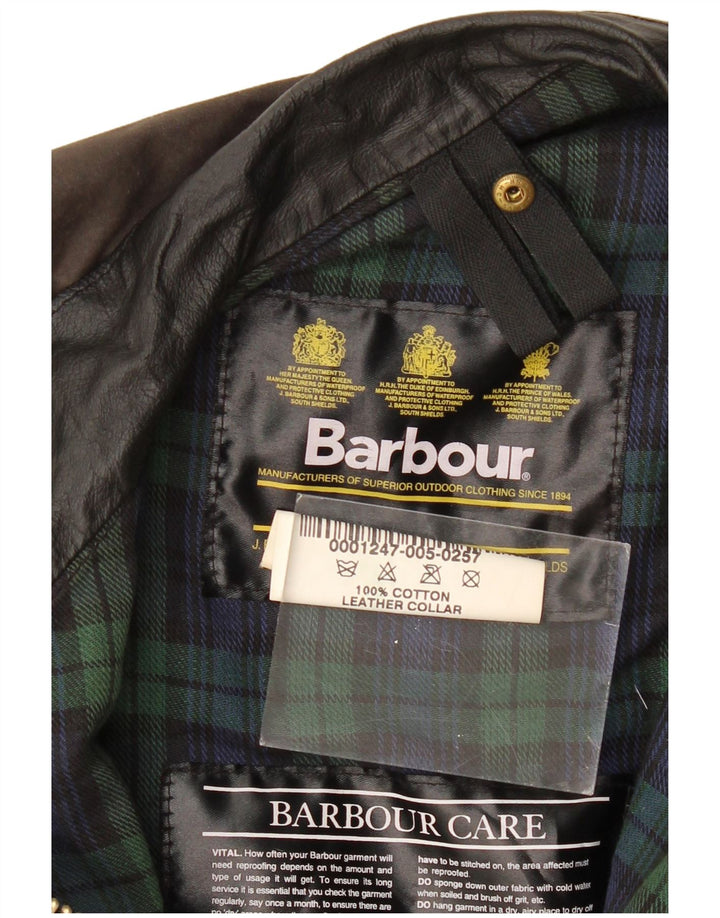 BY APPOINTMENT TO
HER MAJESTY THE QUEEN.
MANUFACTURERS OF WATERPROOF
AND PROTECTIVE CLOTHING
J. BARBOUR & SONS LTD.,
SOUTH SHIELDS.
BY APPOINTMENT TO
H.R.H. THE DUKE OF EDINBURGH.
MANUFACTURERS OF WATERPROOF
AND PROTECTIVE CLOTHING
J. BARBOUR & SONS LTD.,
SOUTH SHIELDS.
BY APPOINTMENT TO
H.R.H. THE PRINCE OF WALES.
MANUFACTURERS OF WATERPROOF
AND PROTECTIVE CLOTHING
J. BARBOUR & SONS LTD.,
SOUTH SHIELDS.
Barbour®
MANUFACTURERS OF SUPERIOR OUTDOOR CLOTHING SINCE 1894
J.
LDS
0001247-005-0257
100% COTTON
LEATHER COLLAR
BARBOUR CARE
VITAL. How often your Barbour garment will
need reproofing depends on the amount and
type of usage it will get. To ensure its long
service it is essential that you check the garment
regularly, say once a month, to ensure there are
no 'dry'
have to be stitched on, the area affected must
be reproofed.
DO sponge down outer fabric with cold water
when soiled and brush off grit, etc.
DO hang garment in a dry, airy place to dry off